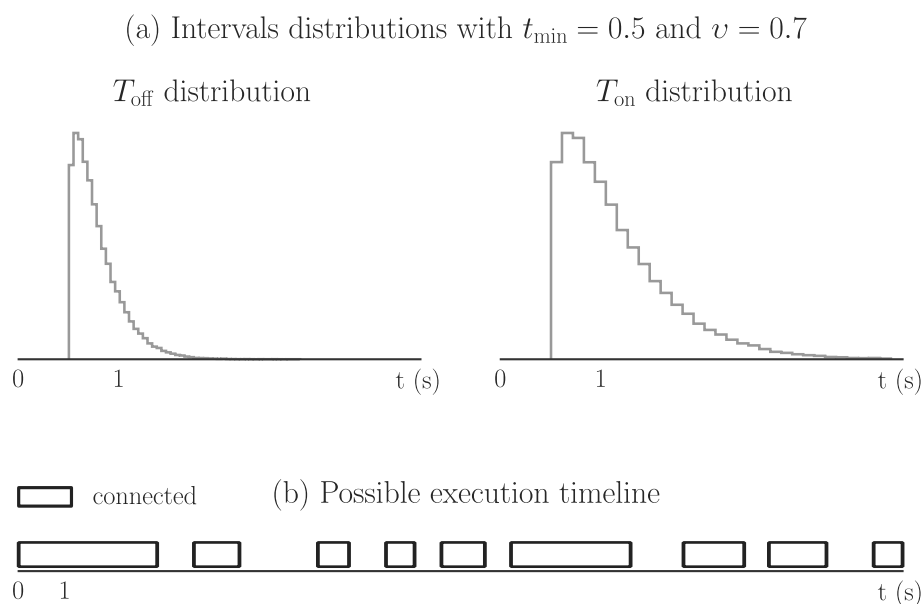 (a) Intervals distributions with t_min = 0.5 and υ = 0.7
T_off distribution
T_on distribution
0 1 t (s)
0 1 t (s)
connected
(b) Possible execution timeline
0 1 t (s)